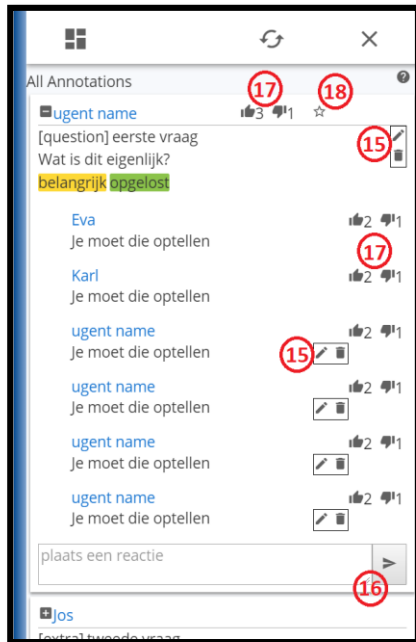 All Annotations
17
18
ugent name 3 1
[question] eerste vraag
15
Wat is dit eigenlijk?
belangrijk opgelost
Eva 2 1
Je moet die optellen
17
Karl 2 1
Je moet die optellen
ugent name 2 1
Je moet die optellen 15
ugent name 2 1
Je moet die optellen
ugent name 2 1
Je moet die optellen
ugent name 2 1
Je moet die optellen
plaats een reactie
16
Jos
[extra] tweede vraag